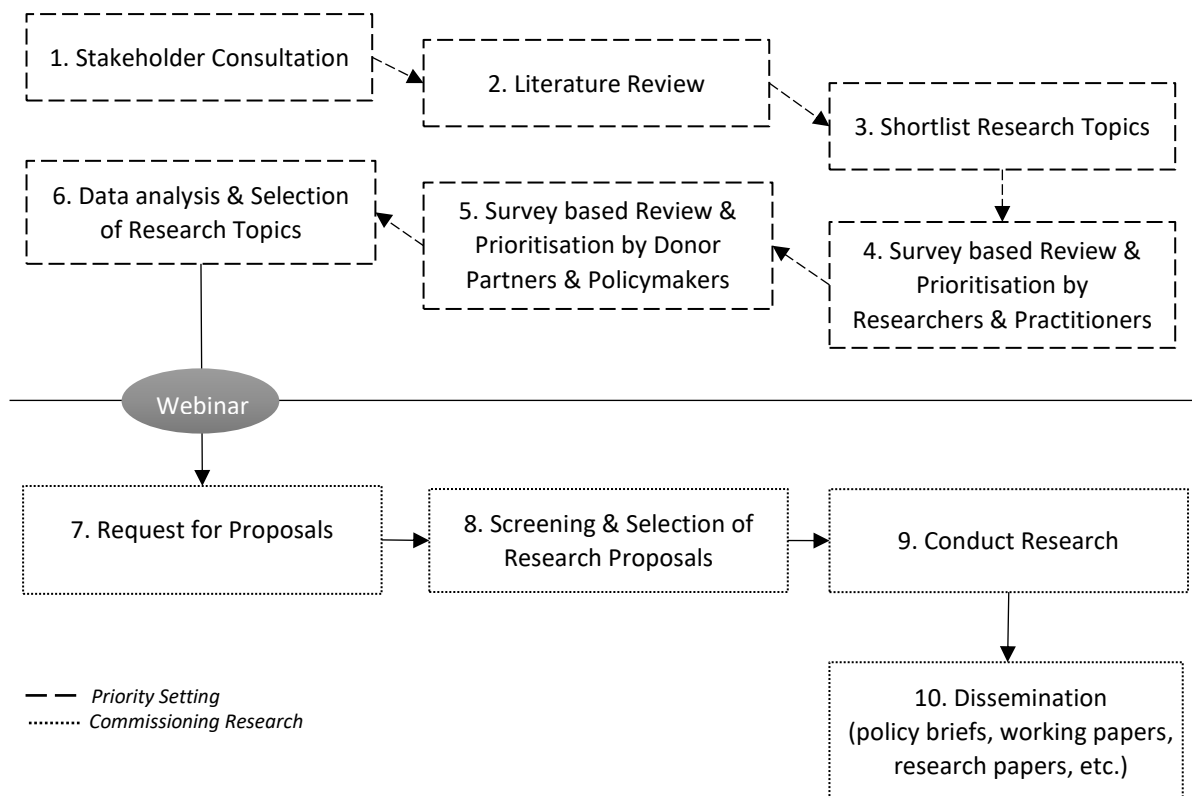 1. Stakeholder Consultation
2. Literature Review
3. Shortlist Research Topics
4. Survey based Review &
Prioritisation by
Researchers & Practitioners
5. Survey based Review &
Prioritisation by Donor
Partners & Policymakers
6. Data analysis & Selection
of Research Topics
Webinar
7. Request for Proposals
8. Screening & Selection of
Research Proposals
9. Conduct Research
10. Dissemination
(policy briefs, working papers,
research papers, etc.)
Priority Setting
Commissioning Research